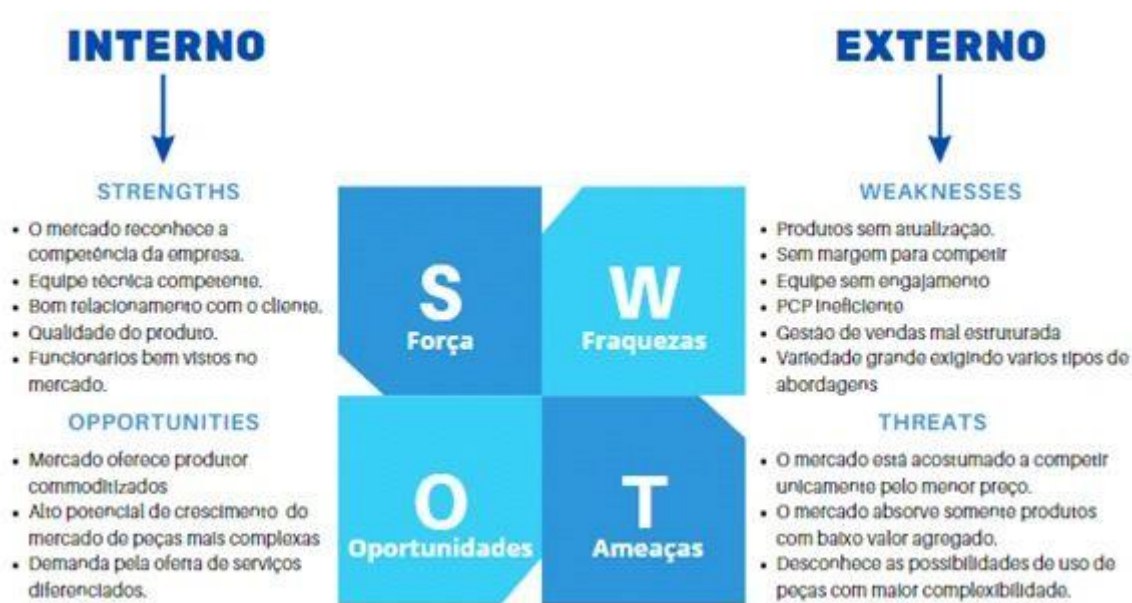 INTERNO
EXTERNO
STRENGTHS
• O mercado reconhece a
competência da empresa.
• Equipe técnica competente.
• Bom relacionamento com o cliente.
• Qualidade do produto.
• Funcionários bem vistos no
mercado.
OPPORTUNITIES
• Mercado oferece produtor
commoditizados
• Alto potencial de crescimento do
mercado de peças mais complexas
• Demanda pela oferta de serviços
diferenciados.
S
Força
W
Fraquezas
O
Oportunidades
T
Ameaças
WEAKNESSES
• Produtos sem atualização.
• Sem margem para competir
• Equipe sem engajamento
• PCP Ineficiente
• Gestão de vendas mal estruturada
• Variedade grande exigindo varios tipos de
abordagens
THREATS
• O mercado está acostumado a competir
unicamente pelo menor preço.
• O mercado absorve somente produtos
com baixo valor agregado.
• Desconhece as possibilidades de uso de
peças com maior complexibilidade.